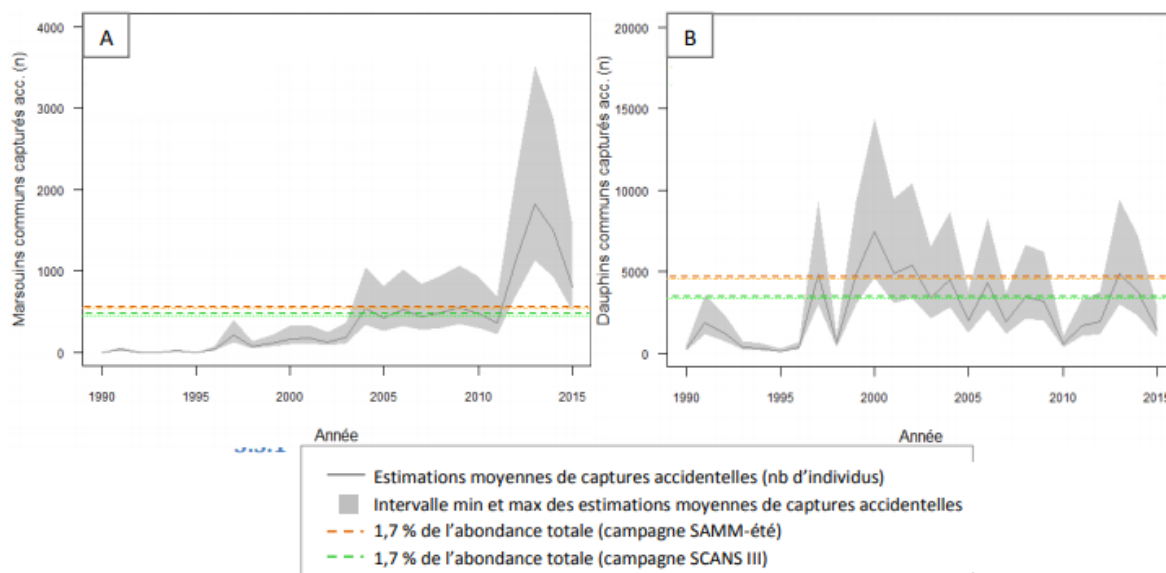 A
Marsouins communs capturés acc. (n)
4000
3000
2000
1000
0
1990
1995
2000
2005
2010
2015
Année
B
Dauphins communs capturés acc. (n)
20000
15000
10000
5000
0
1990
1995
2000
2005
2010
2015
Année
Estimations moyennes de captures accidentelles (nb d'individus)
Intervalle min et max des estimations moyennes de captures accidentelles
1,7 % de l'abondance totale (campagne SAMM-été)
1,7 % de l'abondance totale (campagne SCANS III)